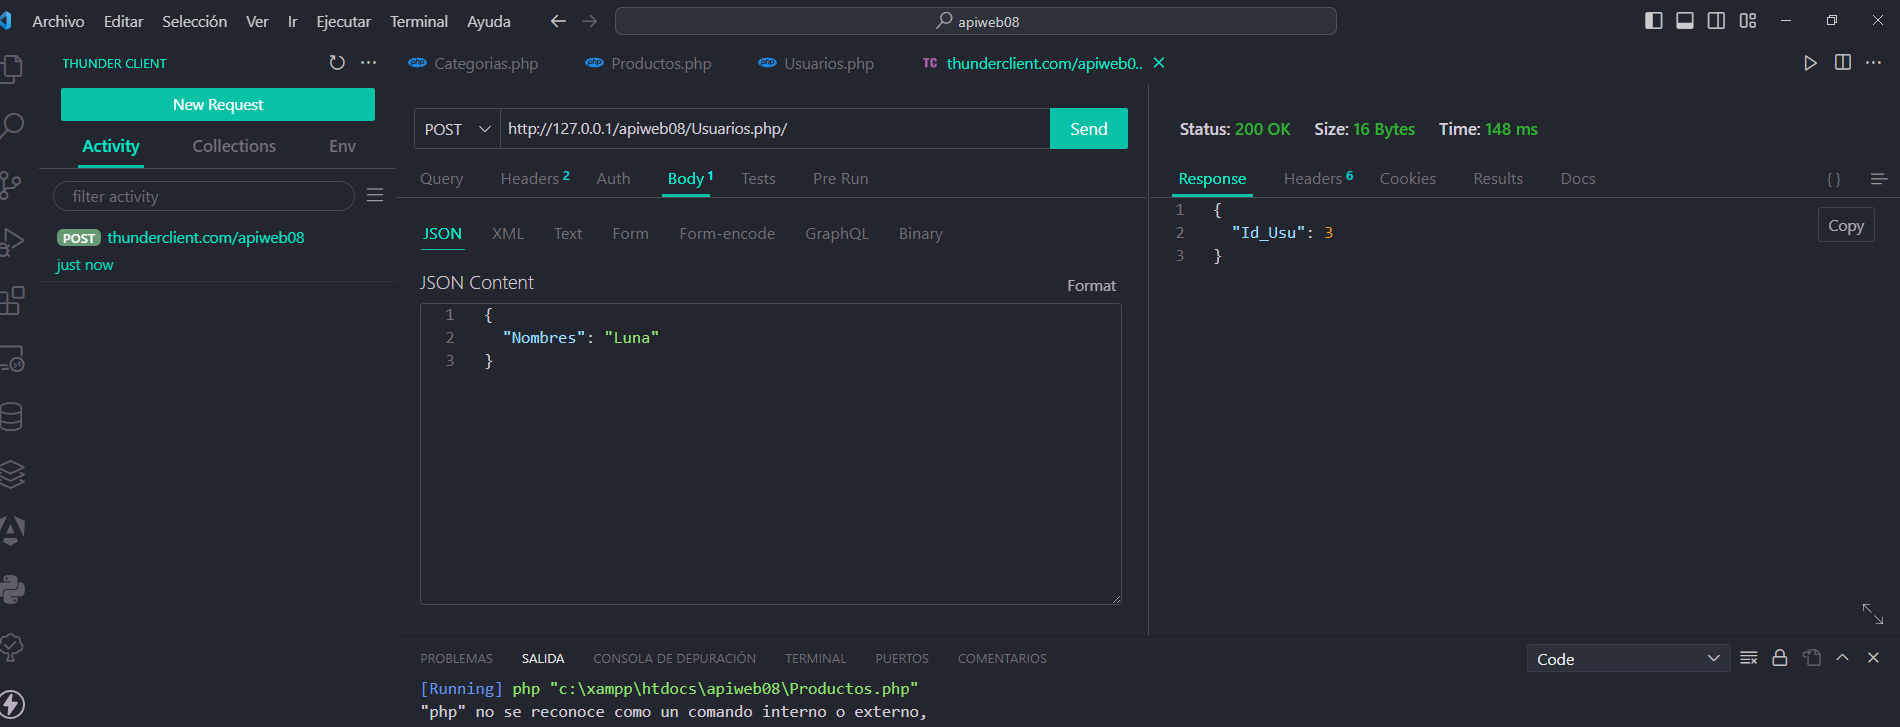 Archivo Editar Selección Ver Ir Ejecutar Terminal Ayuda
apiweb08
THUNDER CLIENT
New Request
Activity Collections Env
filter activity
POST thunderclient.com/apiweb08
just now
php Categorias.php php Productos.php php Usuarios.php TC thunderclient.com/apiweb0..
POST http://127.0.0.1/apiweb08/Usuarios.php/ Send
Query Headers 2 Auth Body 1 Tests Pre Run
JSON XML Text Form Form-encode GraphQL Binary
JSON Content
Format
1 {
2 "Nombres": "Luna"
3 }
Status: 200 OK Size: 16 Bytes Time: 148 ms
Response Headers 6 Cookies Results Docs { }
1 {
2 "Id_Usu": 3
3 }
Copy
PROBLEMAS SALIDA CONSOLA DE DEPURACIÓN TERMINAL PUERTOS COMENTARIOS
Code
[Running] php "c:\xampp\htdocs\apiweb08\Productos.php"
"php" no se reconoce como un comando interno o externo,